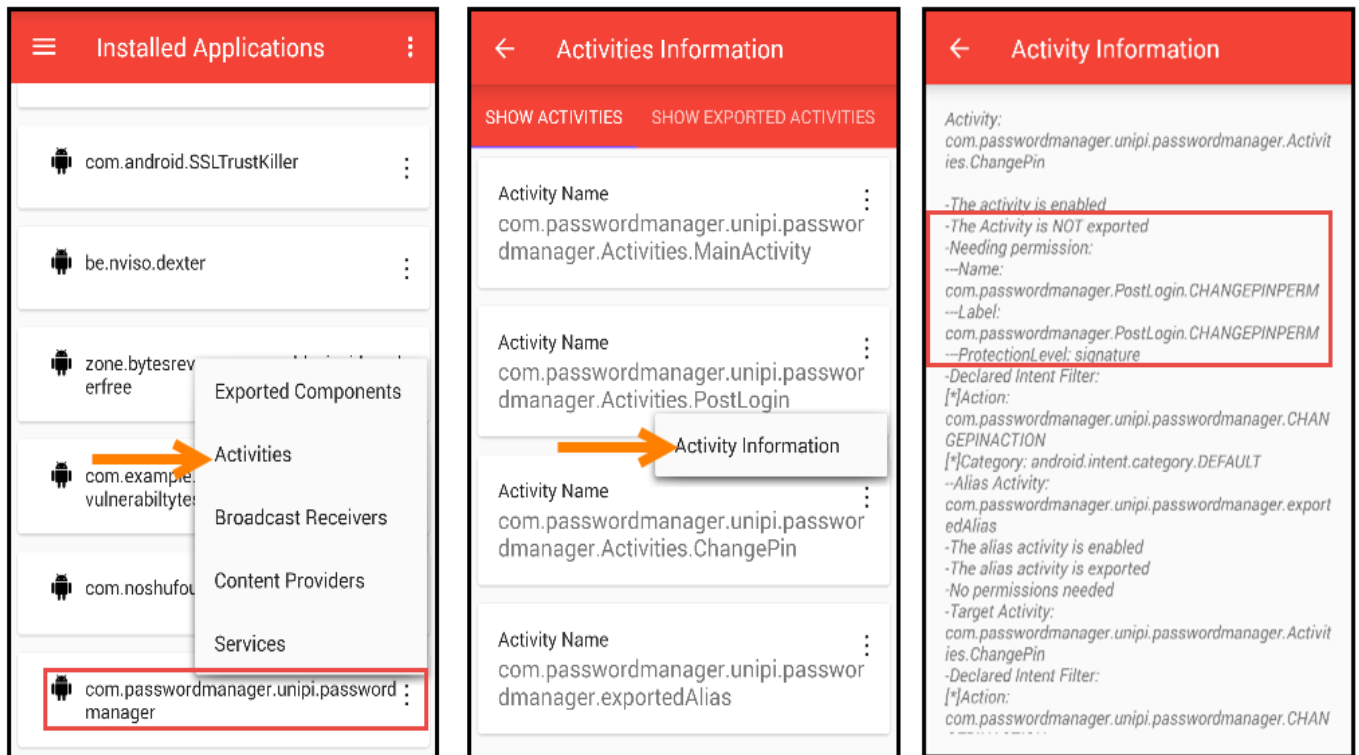 Installed Applications
com.android.SSLTrustKiller
be.nviso.dexter
zone.bytesrev
erfree
com.example.
vulnerabiltytes
com.noshufou
com.passwordmanager.unipi.password
manager
Exported Components
Activities
Broadcast Receivers
Content Providers
Services
Activities Information
SHOW ACTIVITIES
SHOW EXPORTED ACTIVITIES
Activity Name
com.passwordmanager.unipi.passwor
dmanager.Activities.MainActivity
Activity Name
com.passwordmanager.unipi.passwor
dmanager.Activities.PostLogin
Activity Information
Activity Name
com.passwordmanager.unipi.passwor
dmanager.Activities.ChangePin
Activity Name
com.passwordmanager.unipi.passwor
dmanager.exportedAlias
Activity Information
Activity:
com.passwordmanager.unipi.passwordmanager.Activit
ies.ChangePin
-The activity is enabled
-The Activity is NOT exported
-Needing permission:
---Name:
com.passwordmanager.PostLogin.CHANGEPINPERM
---Label:
com.passwordmanager.PostLogin.CHANGEPINPERM
---ProtectionLevel: signature
-Declared Intent Filter:
[*]Action:
com.passwordmanager.unipi.passwordmanager.CHAN
GEPINACTION
[*]Category: android.intent.category.DEFAULT
--Alias Activity:
com.passwordmanager.unipi.passwordmanager.export
edAlias
-The alias activity is enabled
-The alias activity is exported
-No permissions needed
-Target Activity:
com.passwordmanager.unipi.passwordmanager.Activit
ies.ChangePin
-Declared Intent Filter:
[*]Action:
com.passwordmanager.unipi.passwordmanager.CHAN